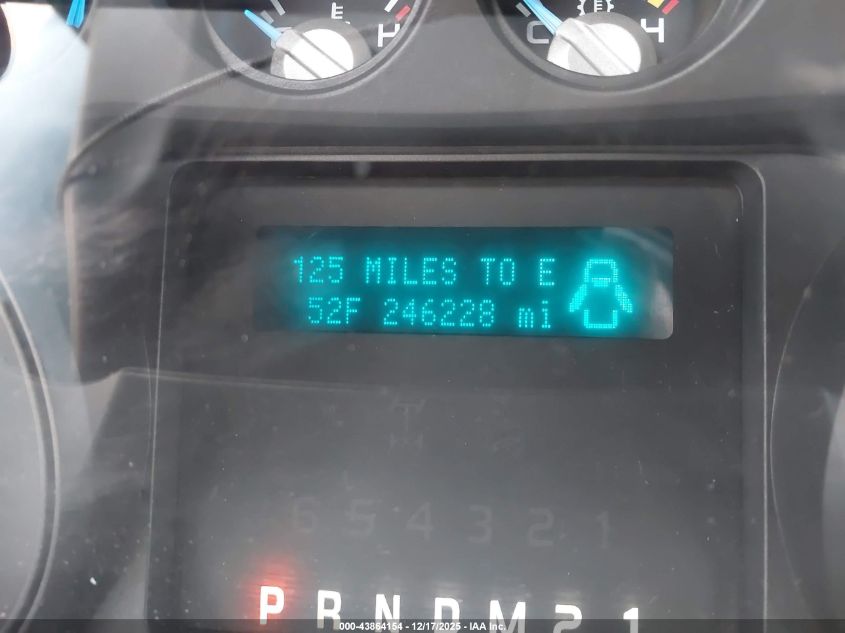 C H
C H
125 MILES TO E
52F 246228 mi
6 5 4 3 2 1
P R N D M 2 1
000-43864154 - 12/17/2025 - IAA Inc.